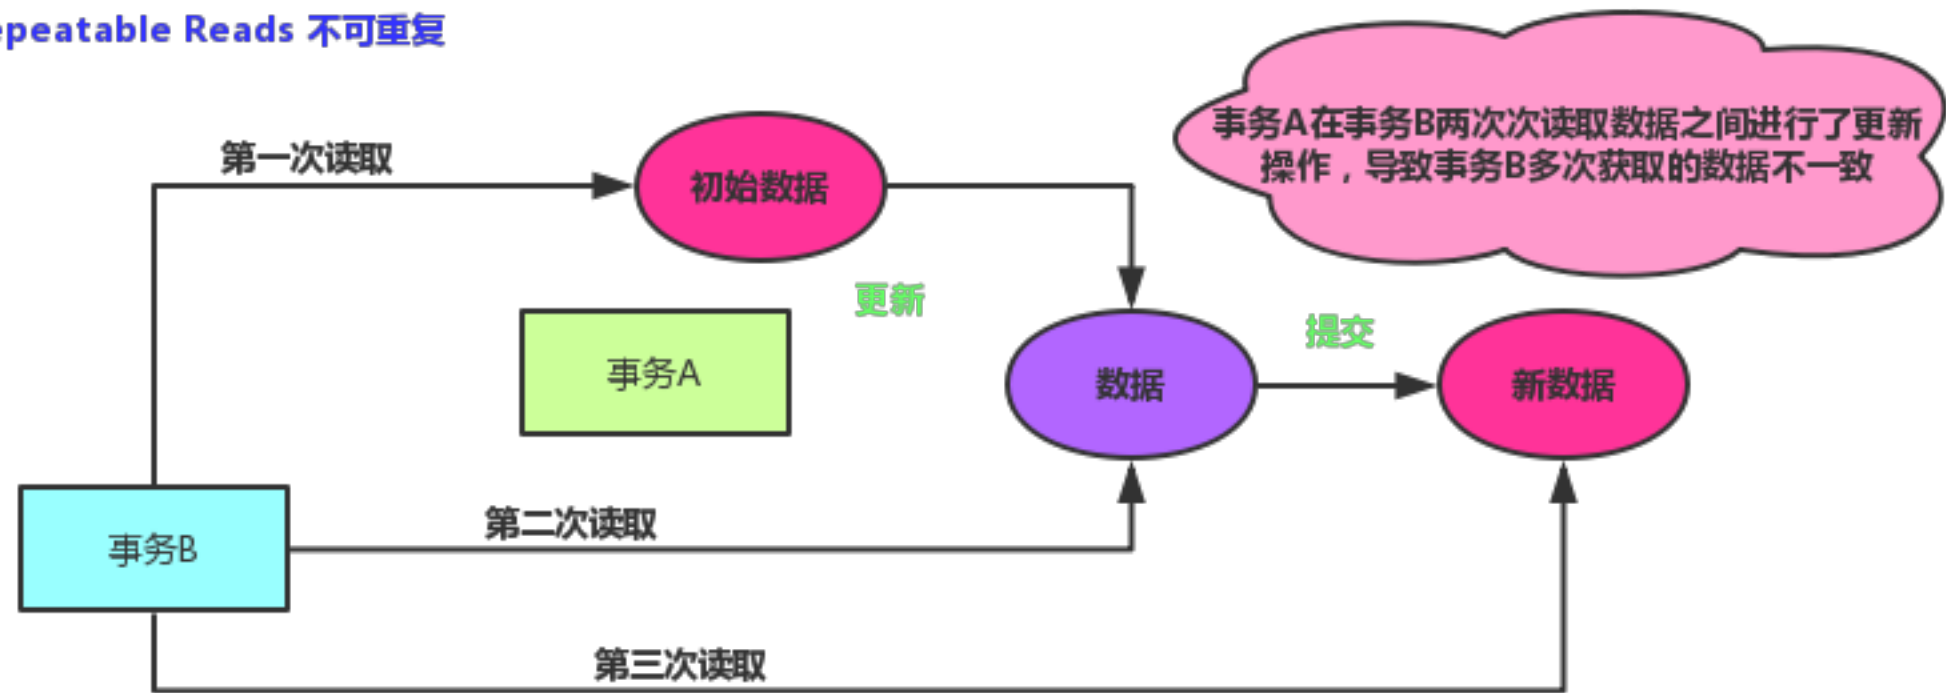 epeatable Reads 不可重复
事务A在事务B两次次读取数据之间进行了更新
操作，导致事务B多次获取的数据不一致
第一次读取
初始数据
更新
提交
事务A
数据
新数据
第二次读取
事务B
第三次读取